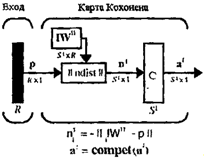 Вход Карта Кохонена
IW¹¹
p S¹xR n¹ a¹
Rx1 || ndist || S¹x1 C S¹x1
R S¹
n¹ᵢ = - || ᵢIW¹¹ - p ||
a¹ = compet(n¹)